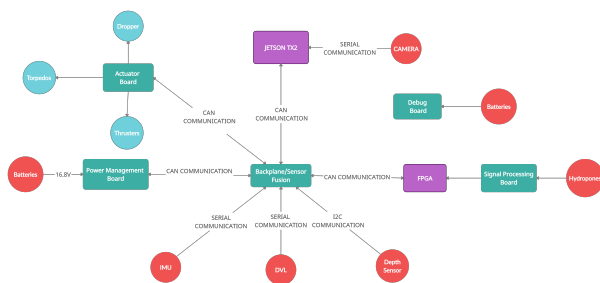 Dropper
JETSON TX2
SERIAL
COMMUNICATION
CAMERA
Torpedos
Actuator
Board
Debug
Board
Batteries
CAN
COMMUNICATION
CAN
COMMUNICATION
Thrusters
Batteries
16.8V
Power Management
Board
CAN COMMUNICATION
Backplane/Sensor
Fusion
CAN COMMUNICATION
FPGA
Signal Processing
Board
Hydropones
SERIAL
COMMUNICATION
SERIAL
COMMUNICATION
I2C
COMMUNICATION
IMU
DVL
Depth
Sensor